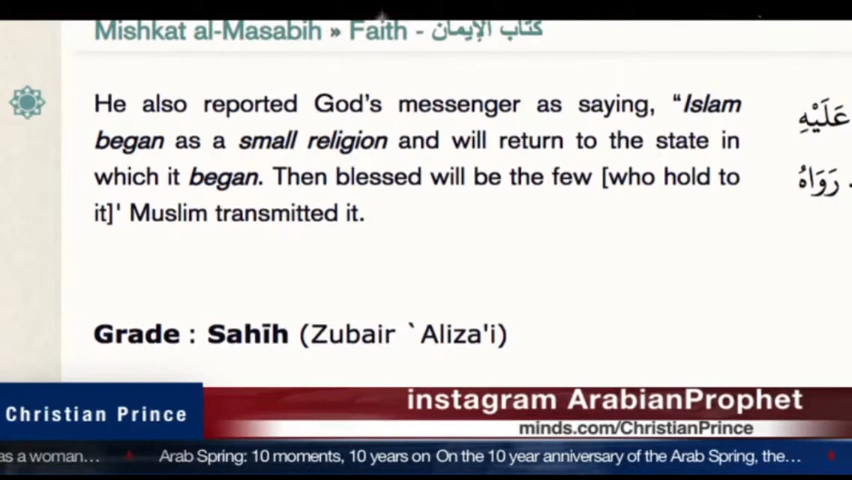 Mishkat al-Masabih » Faith - كتاب الإيمان
He also reported God's messenger as saying, "Islam
began as a small religion and will return to the state in
which it began. Then blessed will be the few [who hold to
it]' Muslim transmitted it.
عَلَيْهِ
رَوَاهُ
Grade : Sahīh (Zubair `Aliza'i)
instagram ArabianProphet
Christian Prince
minds.com/ChristianPrince
as a woman... Arab Spring: 10 moments, 10 years on On the 10 year anniversary of the Arab Spring, the...